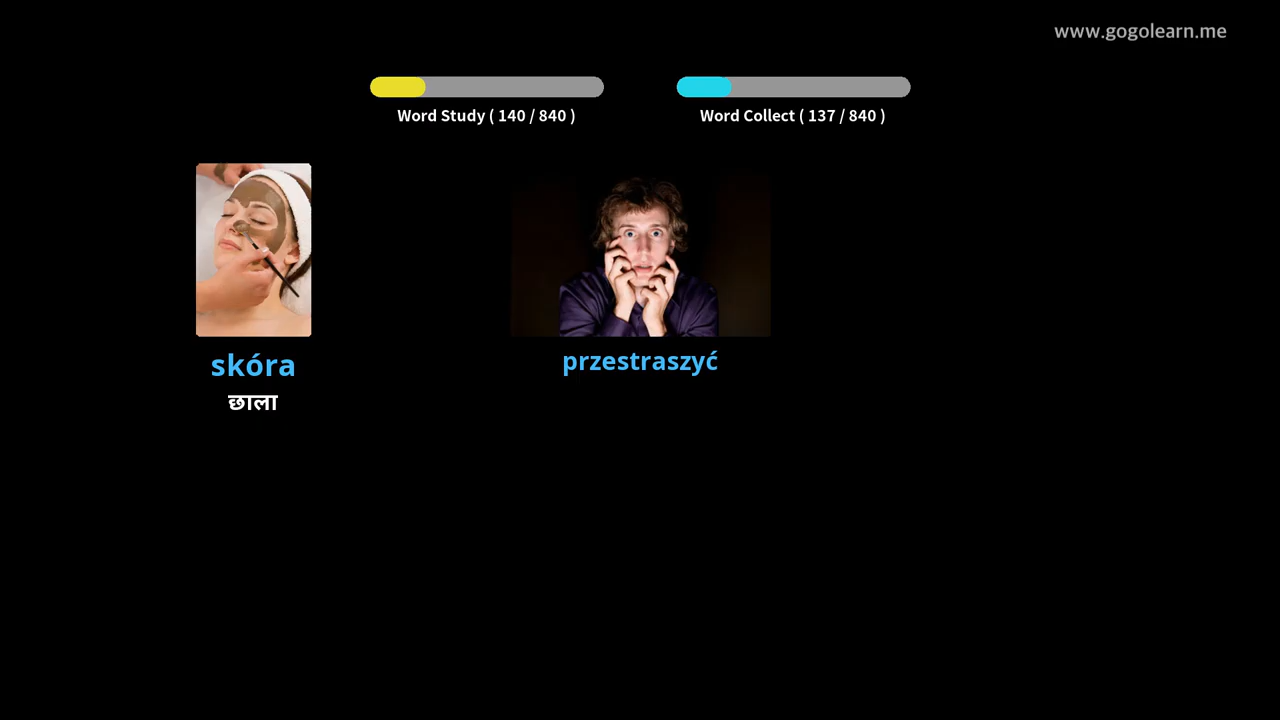 www.gogolearn.me
Word Study ( 140 / 840 )
Word Collect ( 137 / 840 )
skóra
छाला
przestraszyć